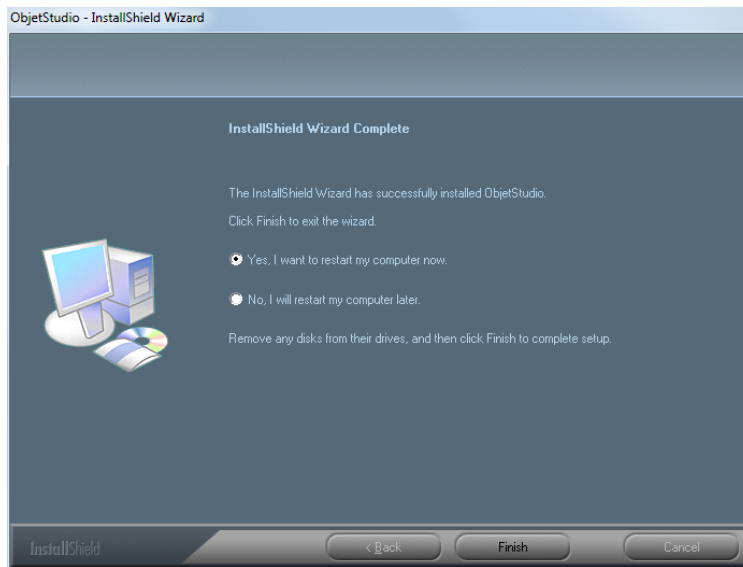 ObjetStudio - InstallShield Wizard
InstallShield Wizard Complete
The InstallShield Wizard has successfully installed ObjetStudio.
Click Finish to exit the wizard.
Yes, I want to restart my computer now.
No, I will restart my computer later.
Remove any disks from their drives, and then click Finish to complete setup.
InstallShield
< Back
Finish
Cancel